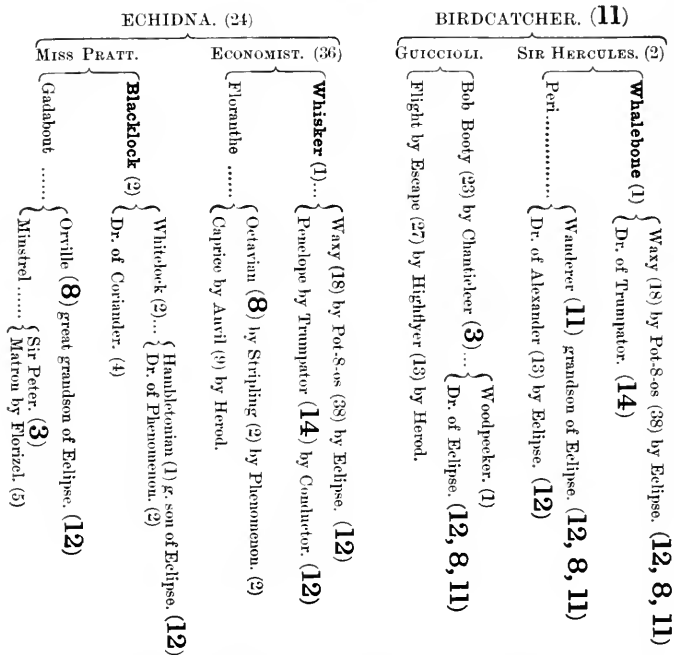 ECHIDNA. (24)
BIRDCATCHER. (11)
MISS PRATT.
ECONOMIST. (36)
GUICCIOLI.
SIR HERCULES. (2)
Whalebone (1)
Waxy (18) by Pot-8-os (38) by Eclipse. (12, 8, 11)
Dr. of Trumpator. (14)
Peri...............
Wanderer (11) grandson of Eclipse. (12, 8, 11)
Dr. of Alexander (13) by Eclipse. (12)
Bob Booty (23) by Chanticleer (3) ...
Woodpecker. (1)
Dr. of Eclipse. (12, 8, 11)
Flight by Escape (27) by Highflyer (13) by Herod.
Whisker (1)...
Waxy (18) by Pot-8-os (38) by Eclipse. (12)
Penelope by Trumpator (14) by Conductor. (12)
Floranthe ......
Octavian (8) by Stripling (2) by Phenomenon. (2)
Caprice by Anvil (9) by Herod.
Blacklock (2)
Whitelock (2)...
Hambletonian (1) g. son of Eclipse. (12)
Dr. of Phenomenon. (2)
Dr. of Coriander. (4)
Gadabout ......
Orville (8) great grandson of Eclipse. (12)
Minstrel .......
Sir Peter. (3)
Matron by Florizel. (5)